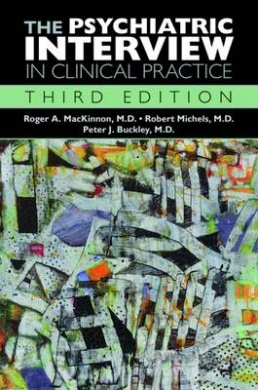 THE PSYCHIATRIC
INTERVIEW
IN CLINICAL PRACTICE
THIRD EDITION
Roger A. MacKinnon, M.D. • Robert Michels, M.D.
Peter J. Buckley, M.D.